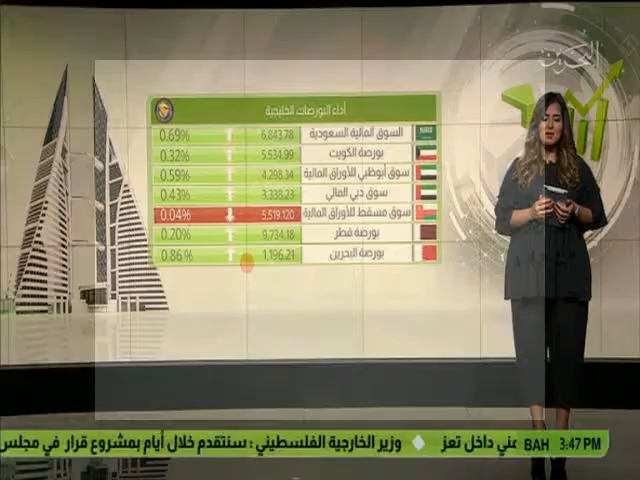 البحرين
أداء البورصات الخليجية
السوق المالية السعودية 6,843.78 0.69%
بورصة الكويت 5,534.99 0.32%
سوق أبوظبي للأوراق المالية 4,298.34 0.59%
سوق دبي المالي 3,338.23 0.43%
سوق مسقط للأوراق المالية 5,519.120 0.04%
بورصة قطر 9,734.18 0.20%
بورصة البحرين 1,196.21 0.86%
BAH 3:47 PM
مني داخل تعز ◆ وزير الخارجية الفلسطيني : سنتقدم خلال أيام بمشروع قرار في مجلس